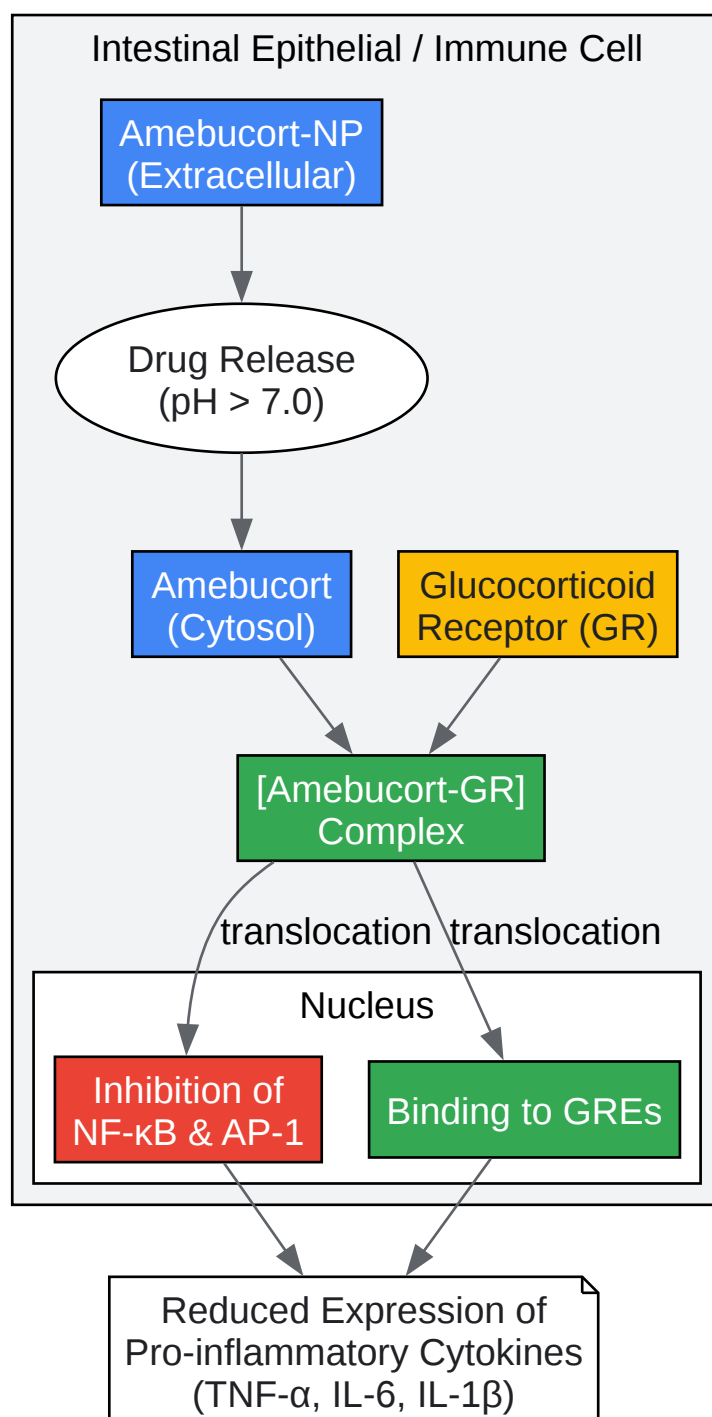 Intestinal Epithelial / Immune Cell
Amebucort-NP
(Extracellular)
Drug Release
(pH > 7.0)
Amebucort
(Cytosol)
Glucocorticoid
Receptor (GR)
[Amebucort-GR]
Complex
translocation
translocation
Nucleus
Inhibition of
NF-κB & AP-1
Binding to GREs
Reduced Expression of
Pro-inflammatory Cytokines
(TNF-α, IL-6, IL-1β)